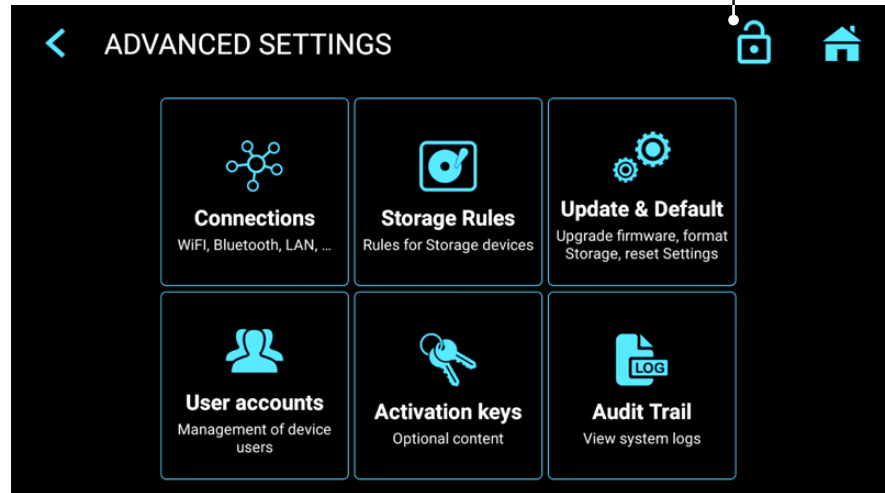 ADVANCED SETTINGS
Connections
WiFI, Bluetooth, LAN, ...
Storage Rules
Rules for Storage devices
Update & Default
Upgrade firmware, format
Storage, reset Settings
User accounts
Management of device
users
Activation keys
Optional content
LOG
Audit Trail
View system logs